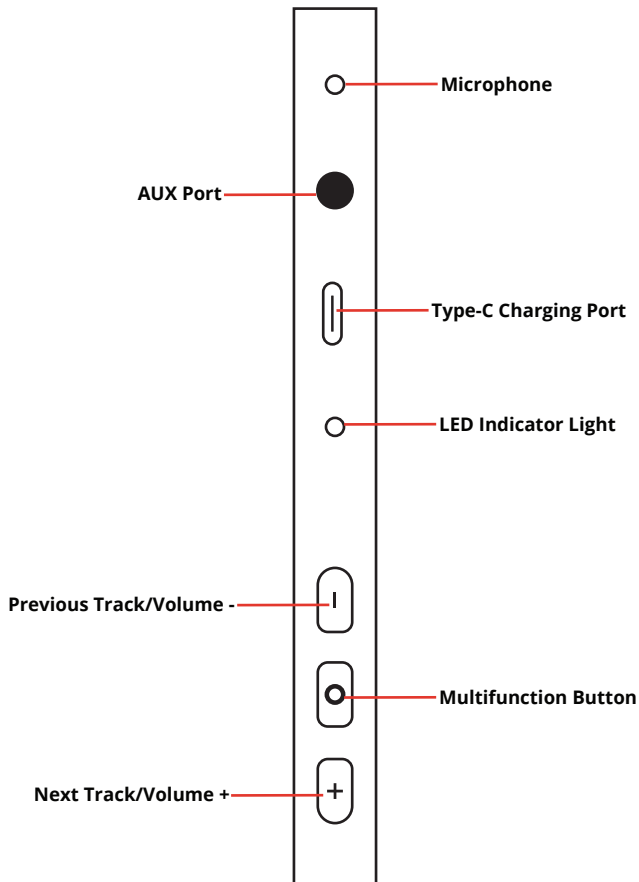 Microphone
AUX Port
Type-C Charging Port
LED Indicator Light
Previous Track/Volume -
Multifunction Button
Next Track/Volume +